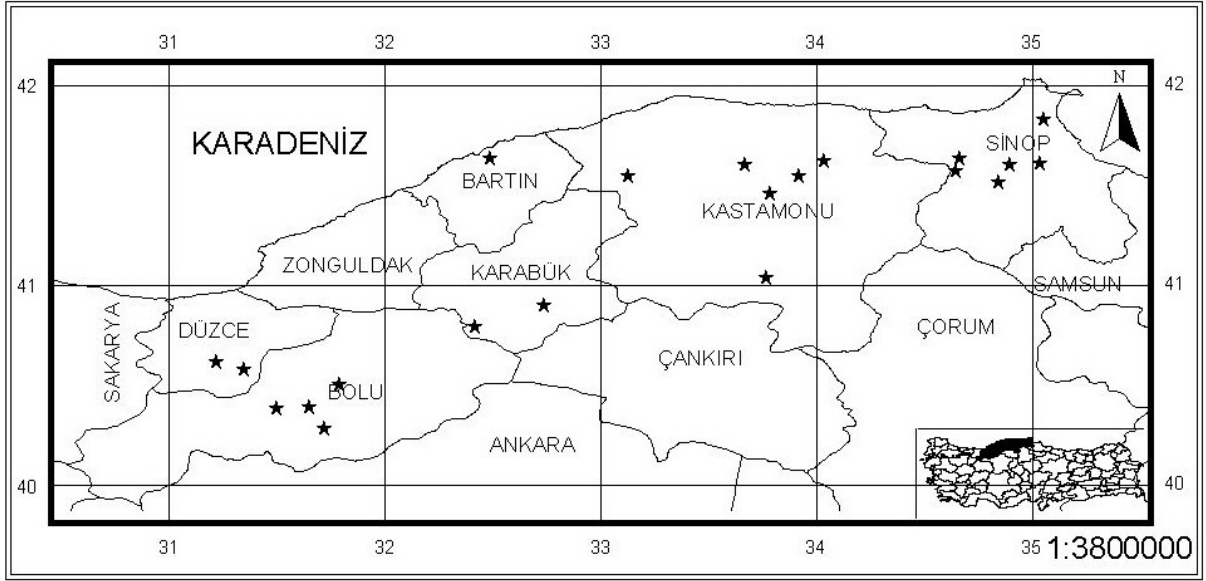 31 32 33 34 35
42 42
N
KARADENİZ
SİNOP
BARTIN
KASTAMONU
ZONGULDAK
KARABÜK
41 41
SAMSUN
DÜZCE
ÇORUM
SAKARYA
ÇANKIRI
BOLU
ANKARA
40 40
31 32 33 34 35 1:3800000